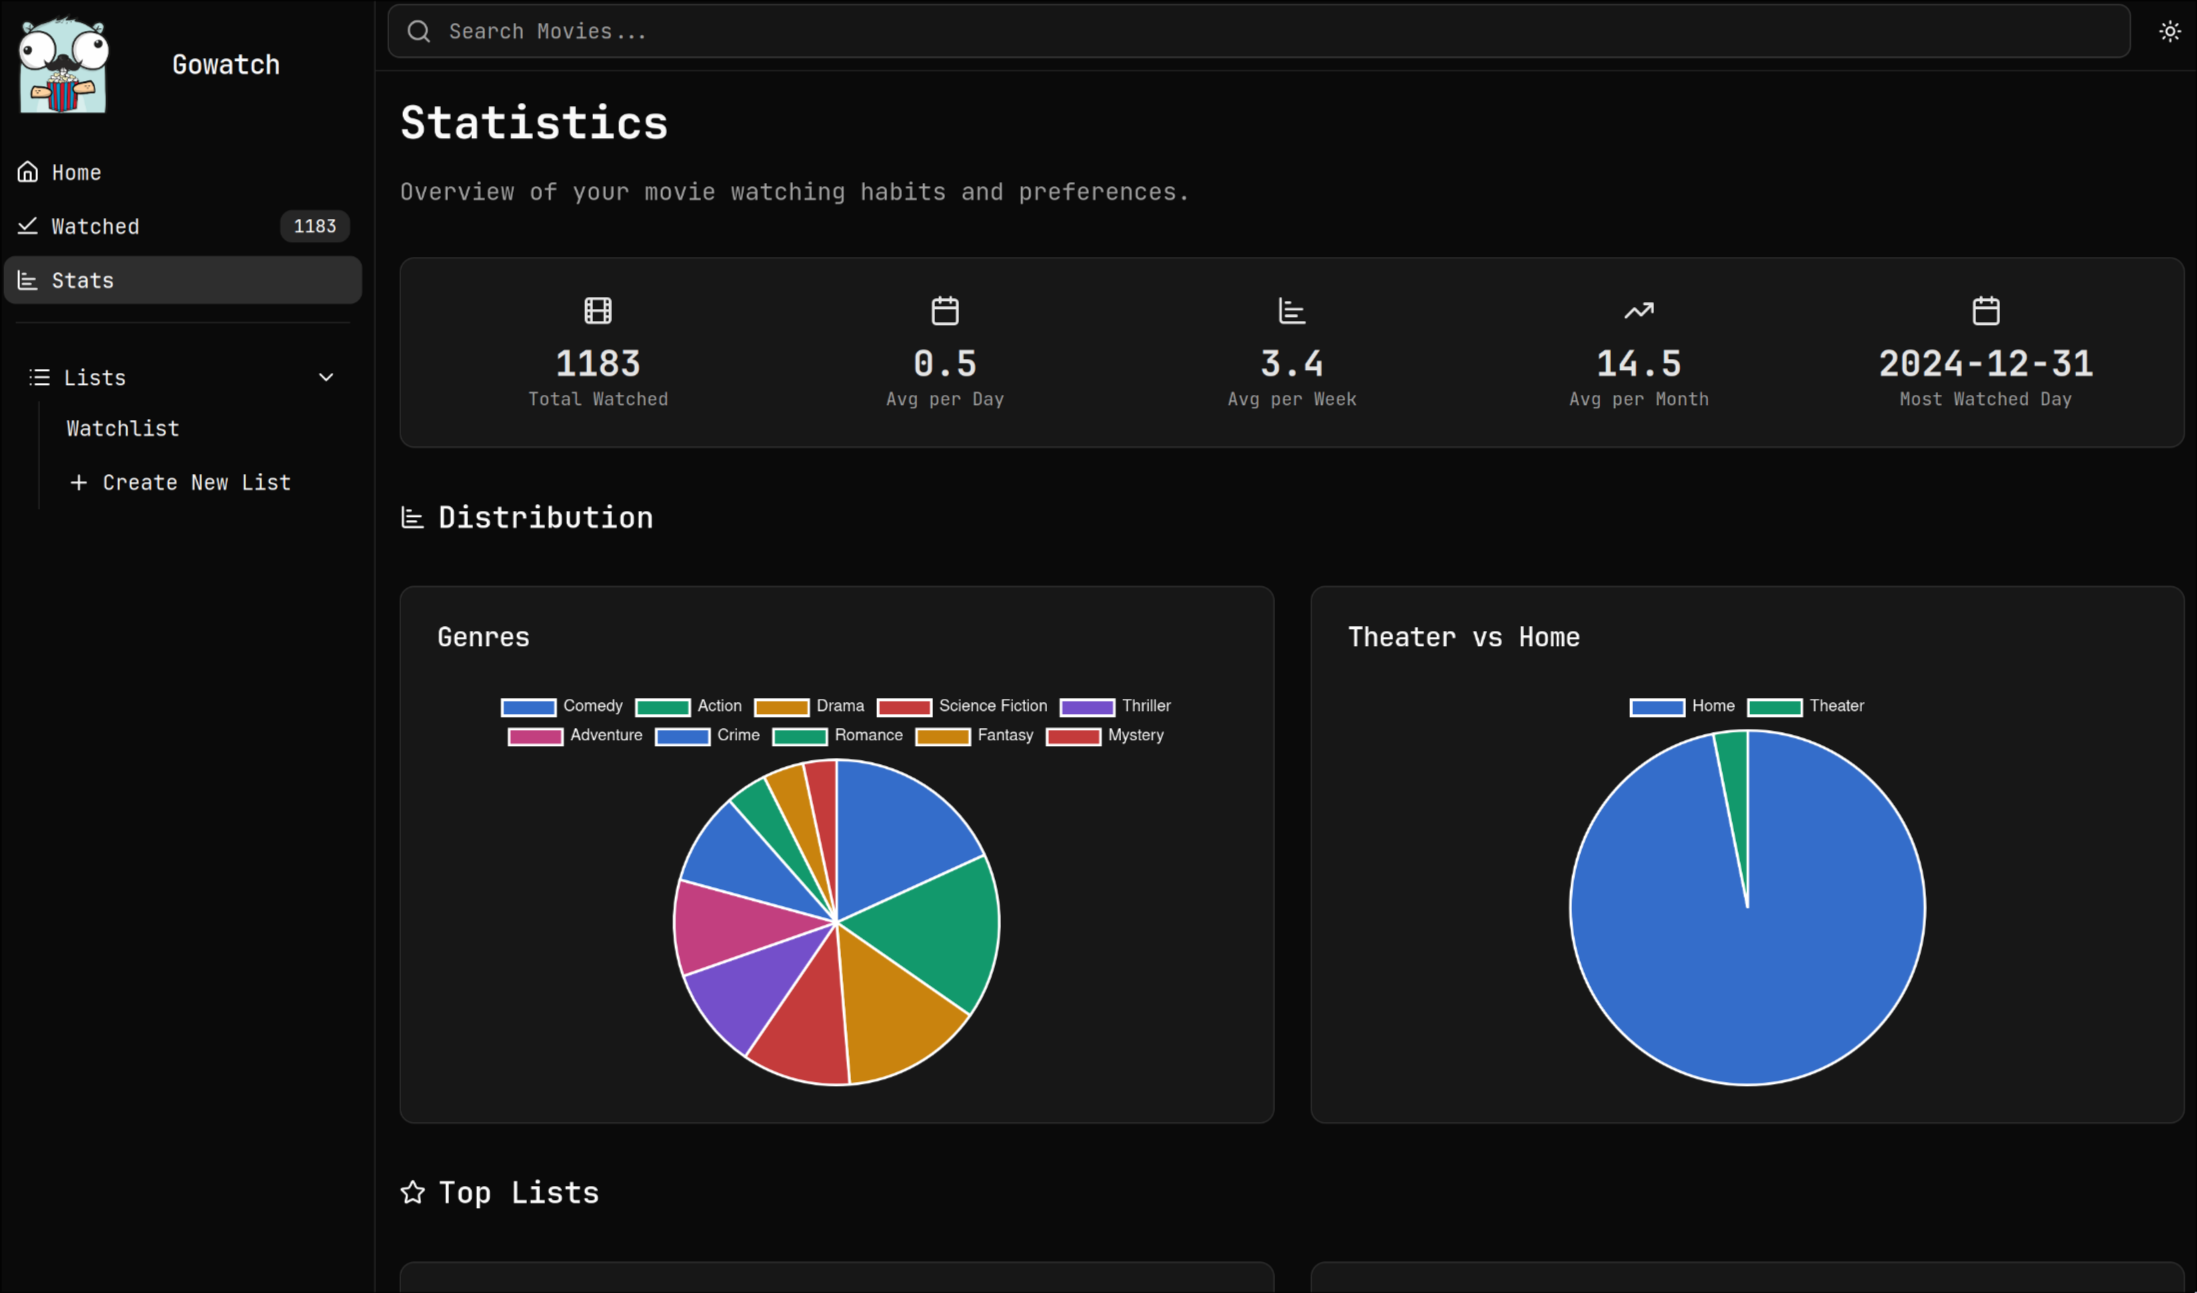 Gowatch
Home
Watched 1183
Stats
Lists
Watchlist
+ Create New List
Search Movies...
Statistics
Overview of your movie watching habits and preferences.
1183
Total Watched
0.5
Avg per Day
3.4
Avg per Week
14.5
Avg per Month
2024-12-31
Most Watched Day
Distribution
Genres
Comedy Action Drama Science Fiction Thriller
Adventure Crime Romance Fantasy Mystery
Theater vs Home
Home Theater
Top Lists